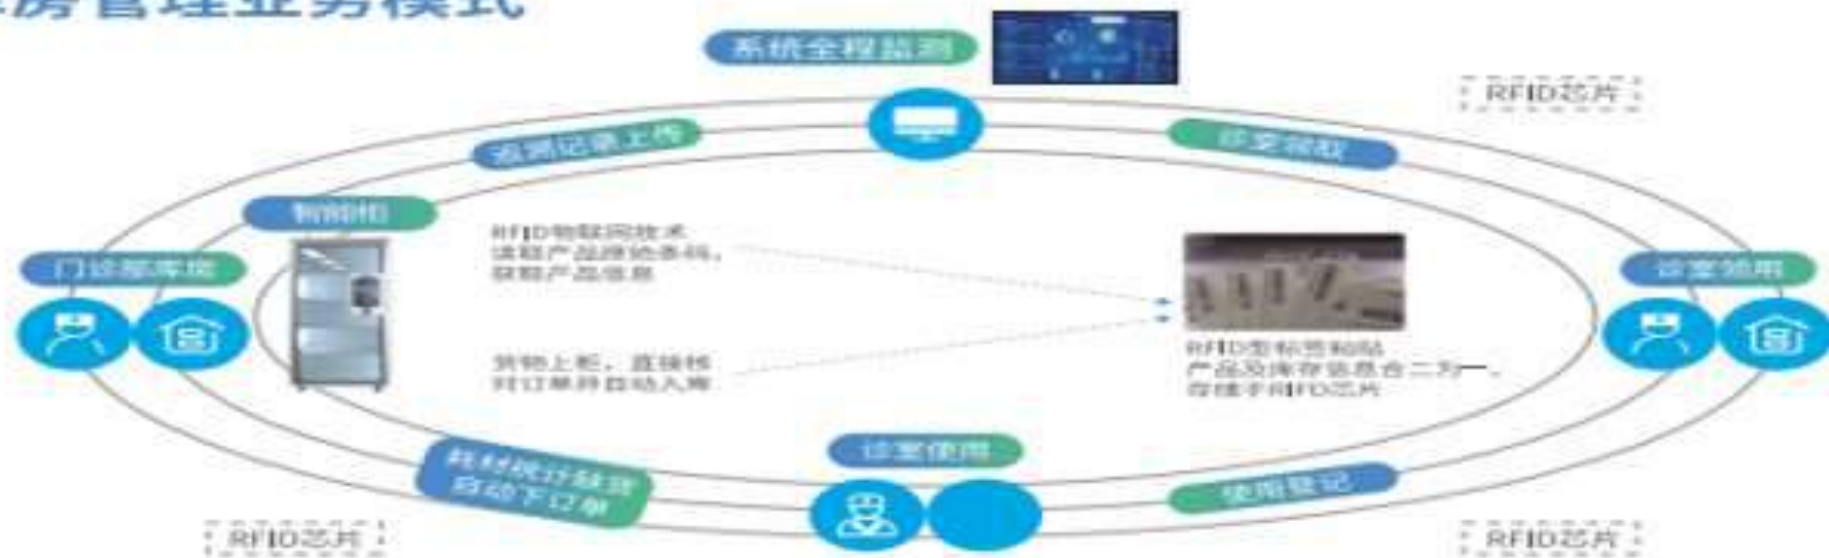 房管理业务模式
系统全程监测
RFID芯片
追溯记录上传
诊室领取
智能柜
RFID物联网技术
读取产品原始条码，
获取产品信息
门诊部库房
诊室领用
货物上柜，直接核
对订单并自动入库
RFID型标签粘贴
产品及库存信息合二为一，
存储于RFID芯片
诊室使用
耗材统计缺货
自动下订单
使用登记
RFID芯片
RFID芯片